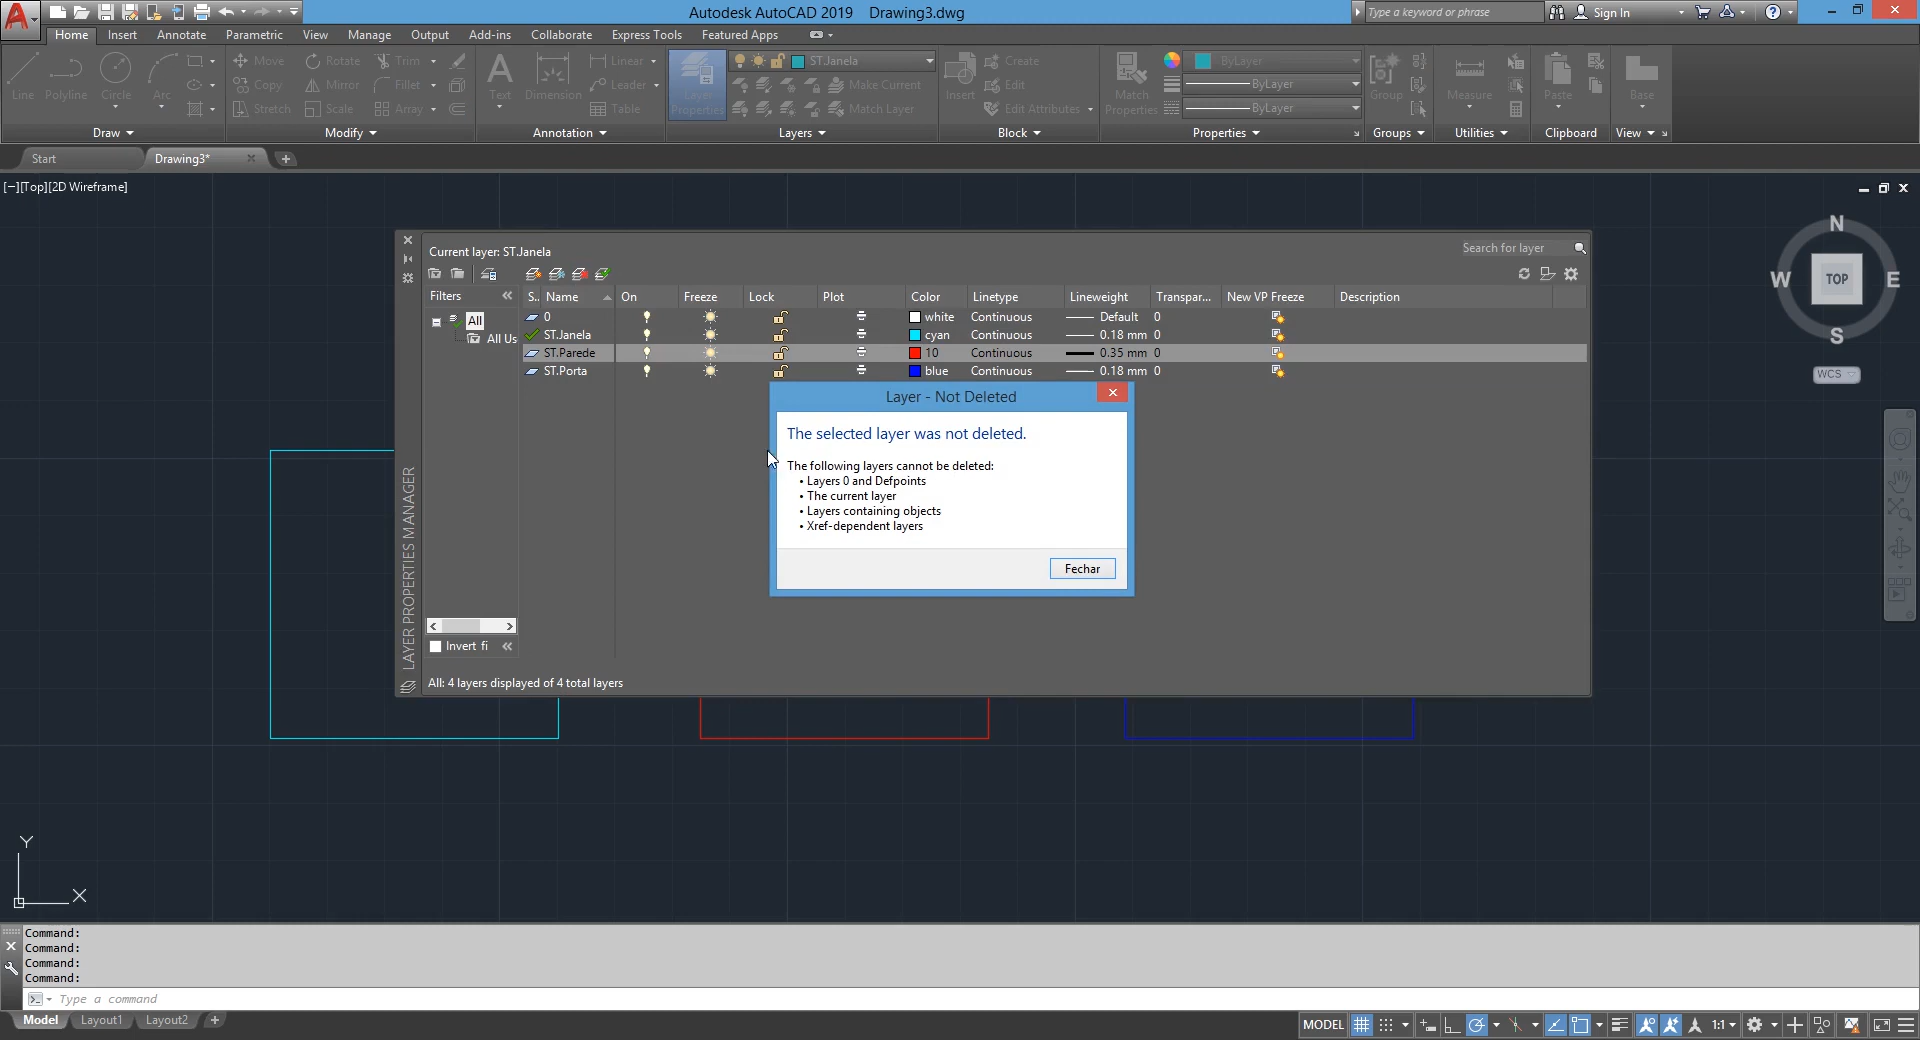 Autodesk AutoCAD 2019 Drawing3.dwg
Type a keyword or phrase
Sign In
Home Insert Annotate Parametric View Manage Output Add-ins Collaborate Express Tools Featured Apps
Line Polyline Circle Arc
Move Rotate Trim
Copy Mirror Fillet
Stretch Scale Array
Text Dimension
Linear
Leader
Table
Layer Properties
ST.Janela
Make Current
Match Layer
Insert
Create
Edit
Edit Attributes
Match Properties
ByLayer
ByLayer
ByLayer
Group
Measure
Paste
Base
Draw Modify Annotation Layers Block Properties Groups Utilities Clipboard View
Start Drawing3*
[−][Top][2D Wireframe]
N
W TOP E
S
WCS
Current layer: ST.Janela
Search for layer
Filters
All
All Us
S.. Name On Freeze Lock Plot Color Linetype Lineweight Transpar... New VP Freeze Description
0 white Continuous Default 0
ST.Janela cyan Continuous 0.18 mm 0
ST.Parede 10 Continuous 0.35 mm 0
ST.Porta blue Continuous 0.18 mm 0
Layer - Not Deleted
The selected layer was not deleted.
The following layers cannot be deleted:
• Layers 0 and Defpoints
• The current layer
• Layers containing objects
• Xref-dependent layers
Fechar
LAYER PROPERTIES MANAGER
Invert fi
All: 4 layers displayed of 4 total layers
Y
X
Command:
Command:
Command:
Command:
Type a command
Model Layout1 Layout2
MODEL
1:1